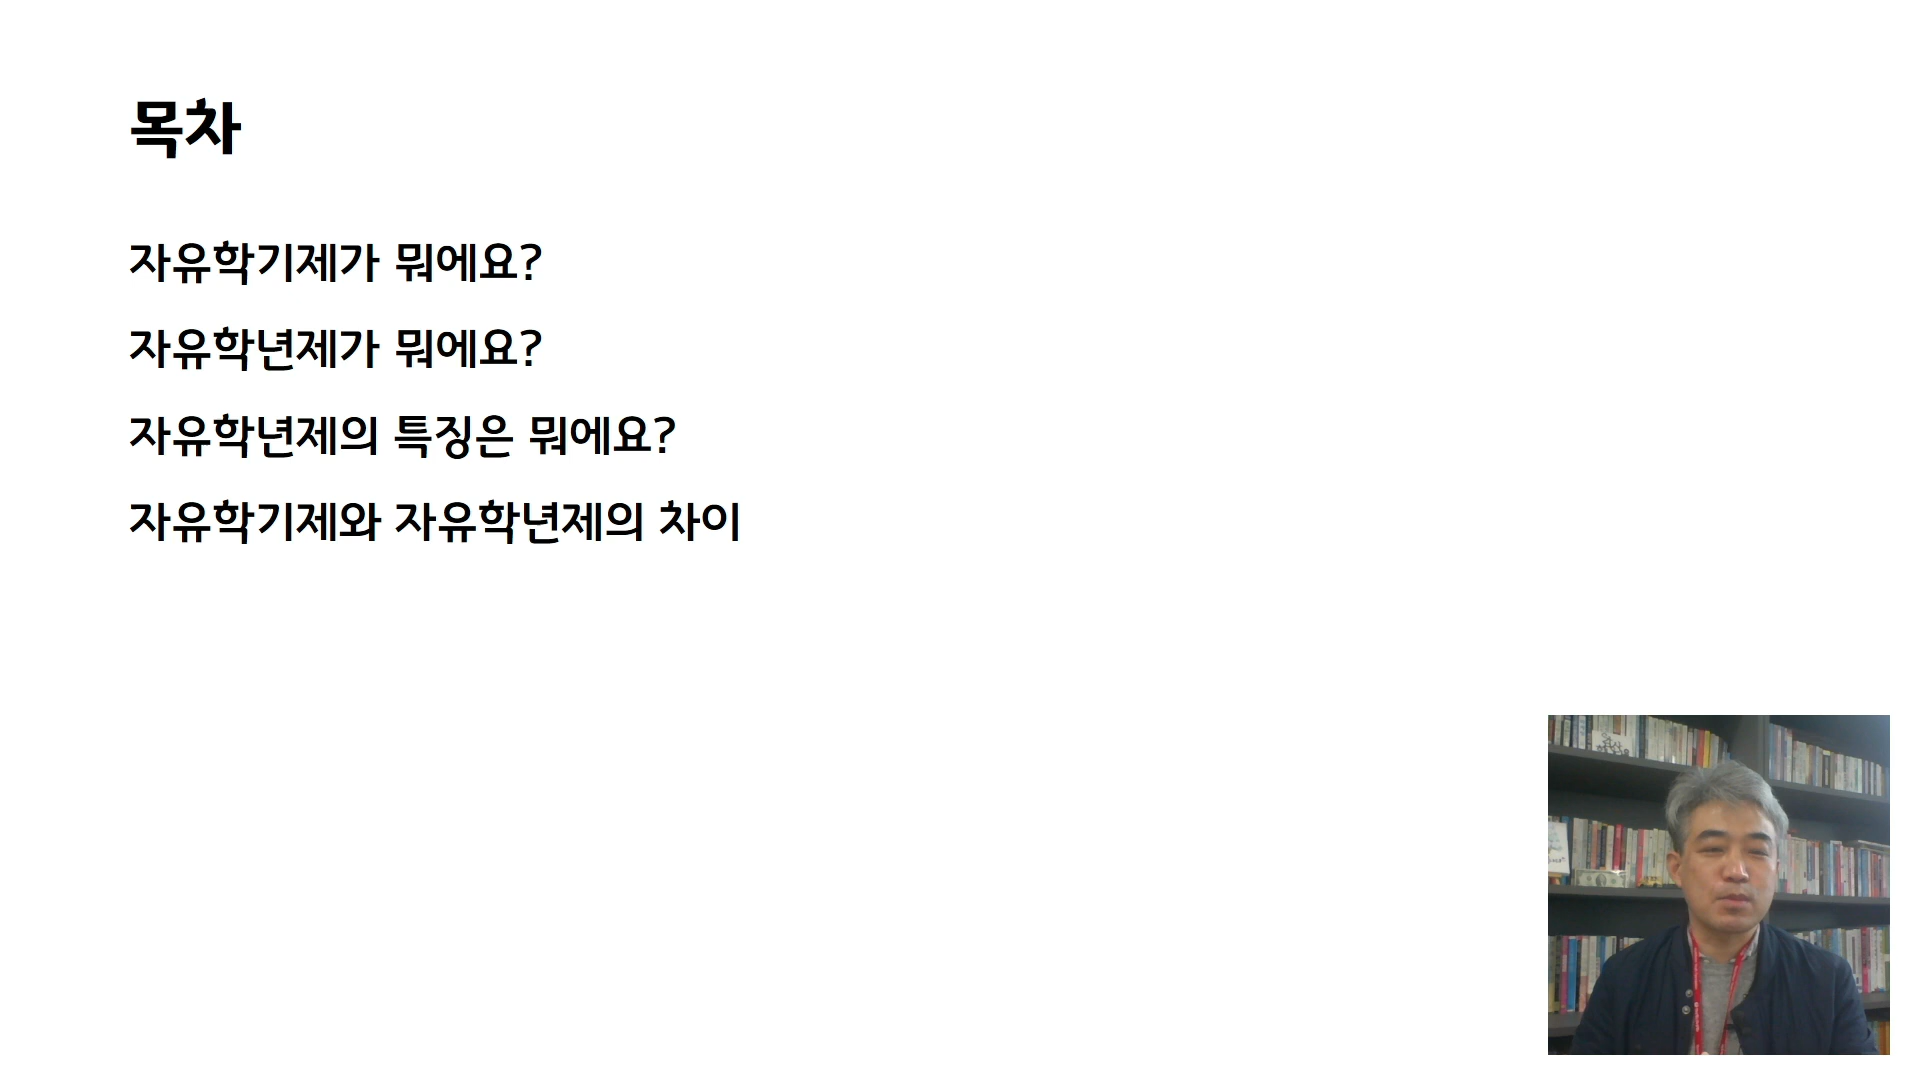 목차
자유학기제가 뭐에요?
자유학년제가 뭐에요?
자유학년제의 특징은 뭐에요?
자유학기제와 자유학년제의 차이